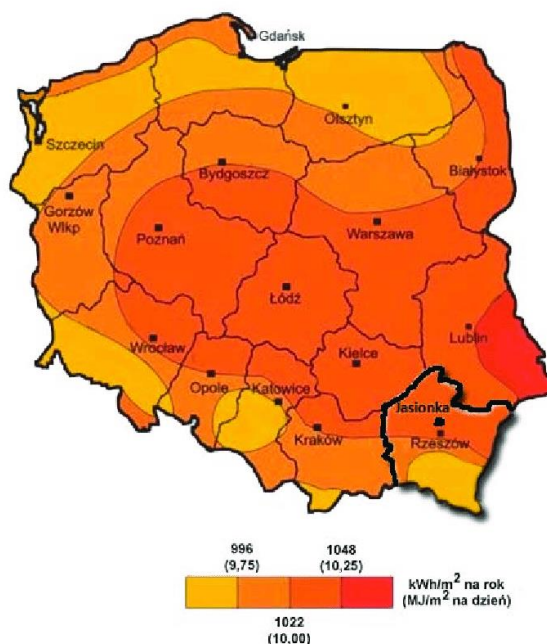 Gdańsk
Olsztyn
Szczecin
Białystok
Bydgoszcz
Gorzów
Wlkp
Poznań
Warszawa
Łódź
Wrocław
Lublin
Kielce
Opole
Katowice
Jasionka
Kraków
Rzeszów
996
(9,75)
1048
(10,25)
kWh/m² na rok
(MJ/m² na dzień)
1022
(10,00)